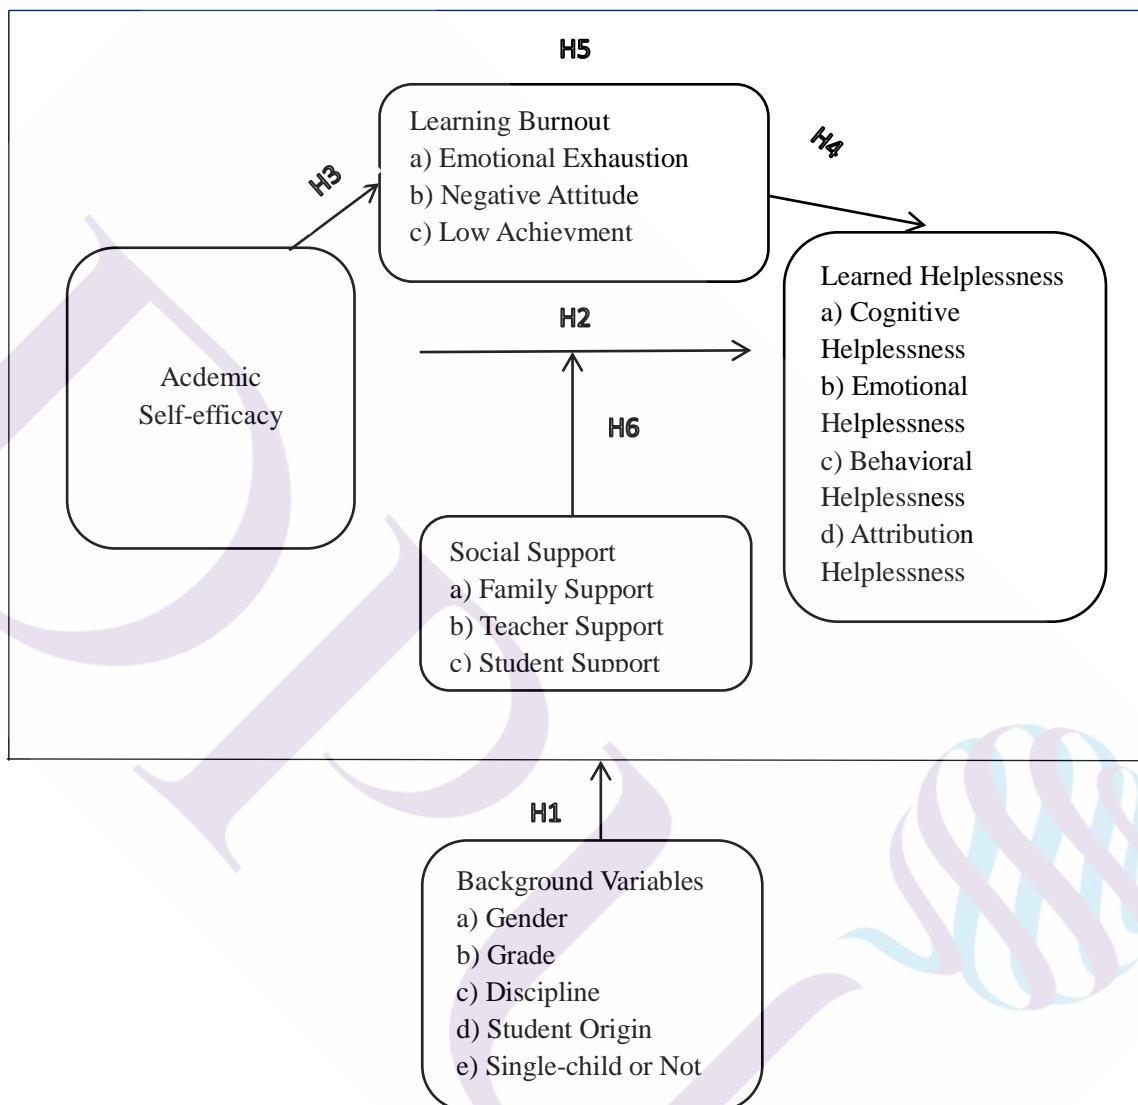 H5
Learning Burnout
a) Emotional Exhaustion
b) Negative Attitude
c) Low Achievment
H3
H4
Acdemic
Self-efficacy
H2
H6
Learned Helplessness
a) Cognitive
Helplessness
b) Emotional
Helplessness
c) Behavioral
Helplessness
d) Attribution
Helplessness
Social Support
a) Family Support
b) Teacher Support
c) Student Support
H1
Background Variables
a) Gender
b) Grade
c) Discipline
d) Student Origin
e) Single-child or Not